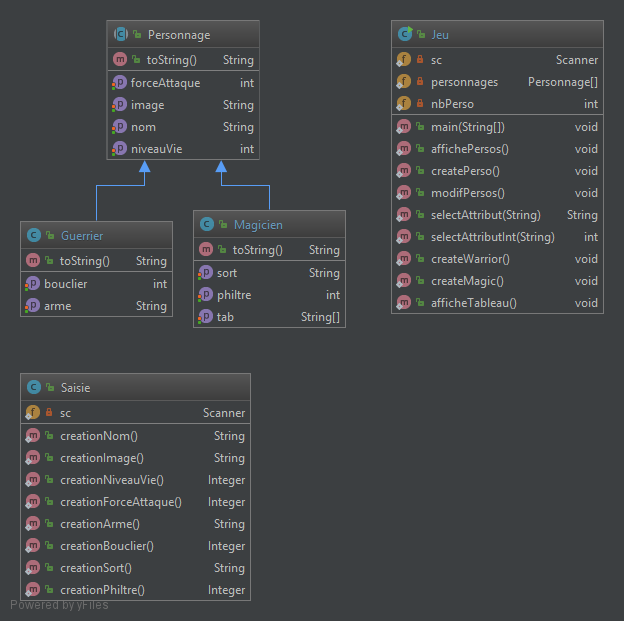 Personnage
toString() String
forceAttaque int
image String
nom String
niveauVie int
Jeu
sc Scanner
personnages Personnage[]
nbPerso int
main(String[]) void
affichePersos() void
createPerso() void
modifPersos() void
selectAttribut(String) String
selectAttributInt(String) int
createWarrior() void
createMagic() void
afficheTableau() void
Guerrier
toString() String
bouclier int
arme String
Magicien
toString() String
sort String
philtre int
tab String[]
Saisie
sc Scanner
creationNom() String
creationImage() String
creationNiveauVie() Integer
creationForceAttaque() Integer
creationArme() String
creationBouclier() Integer
creationSort() String
creationPhiltre() Integer
Powered by yFiles